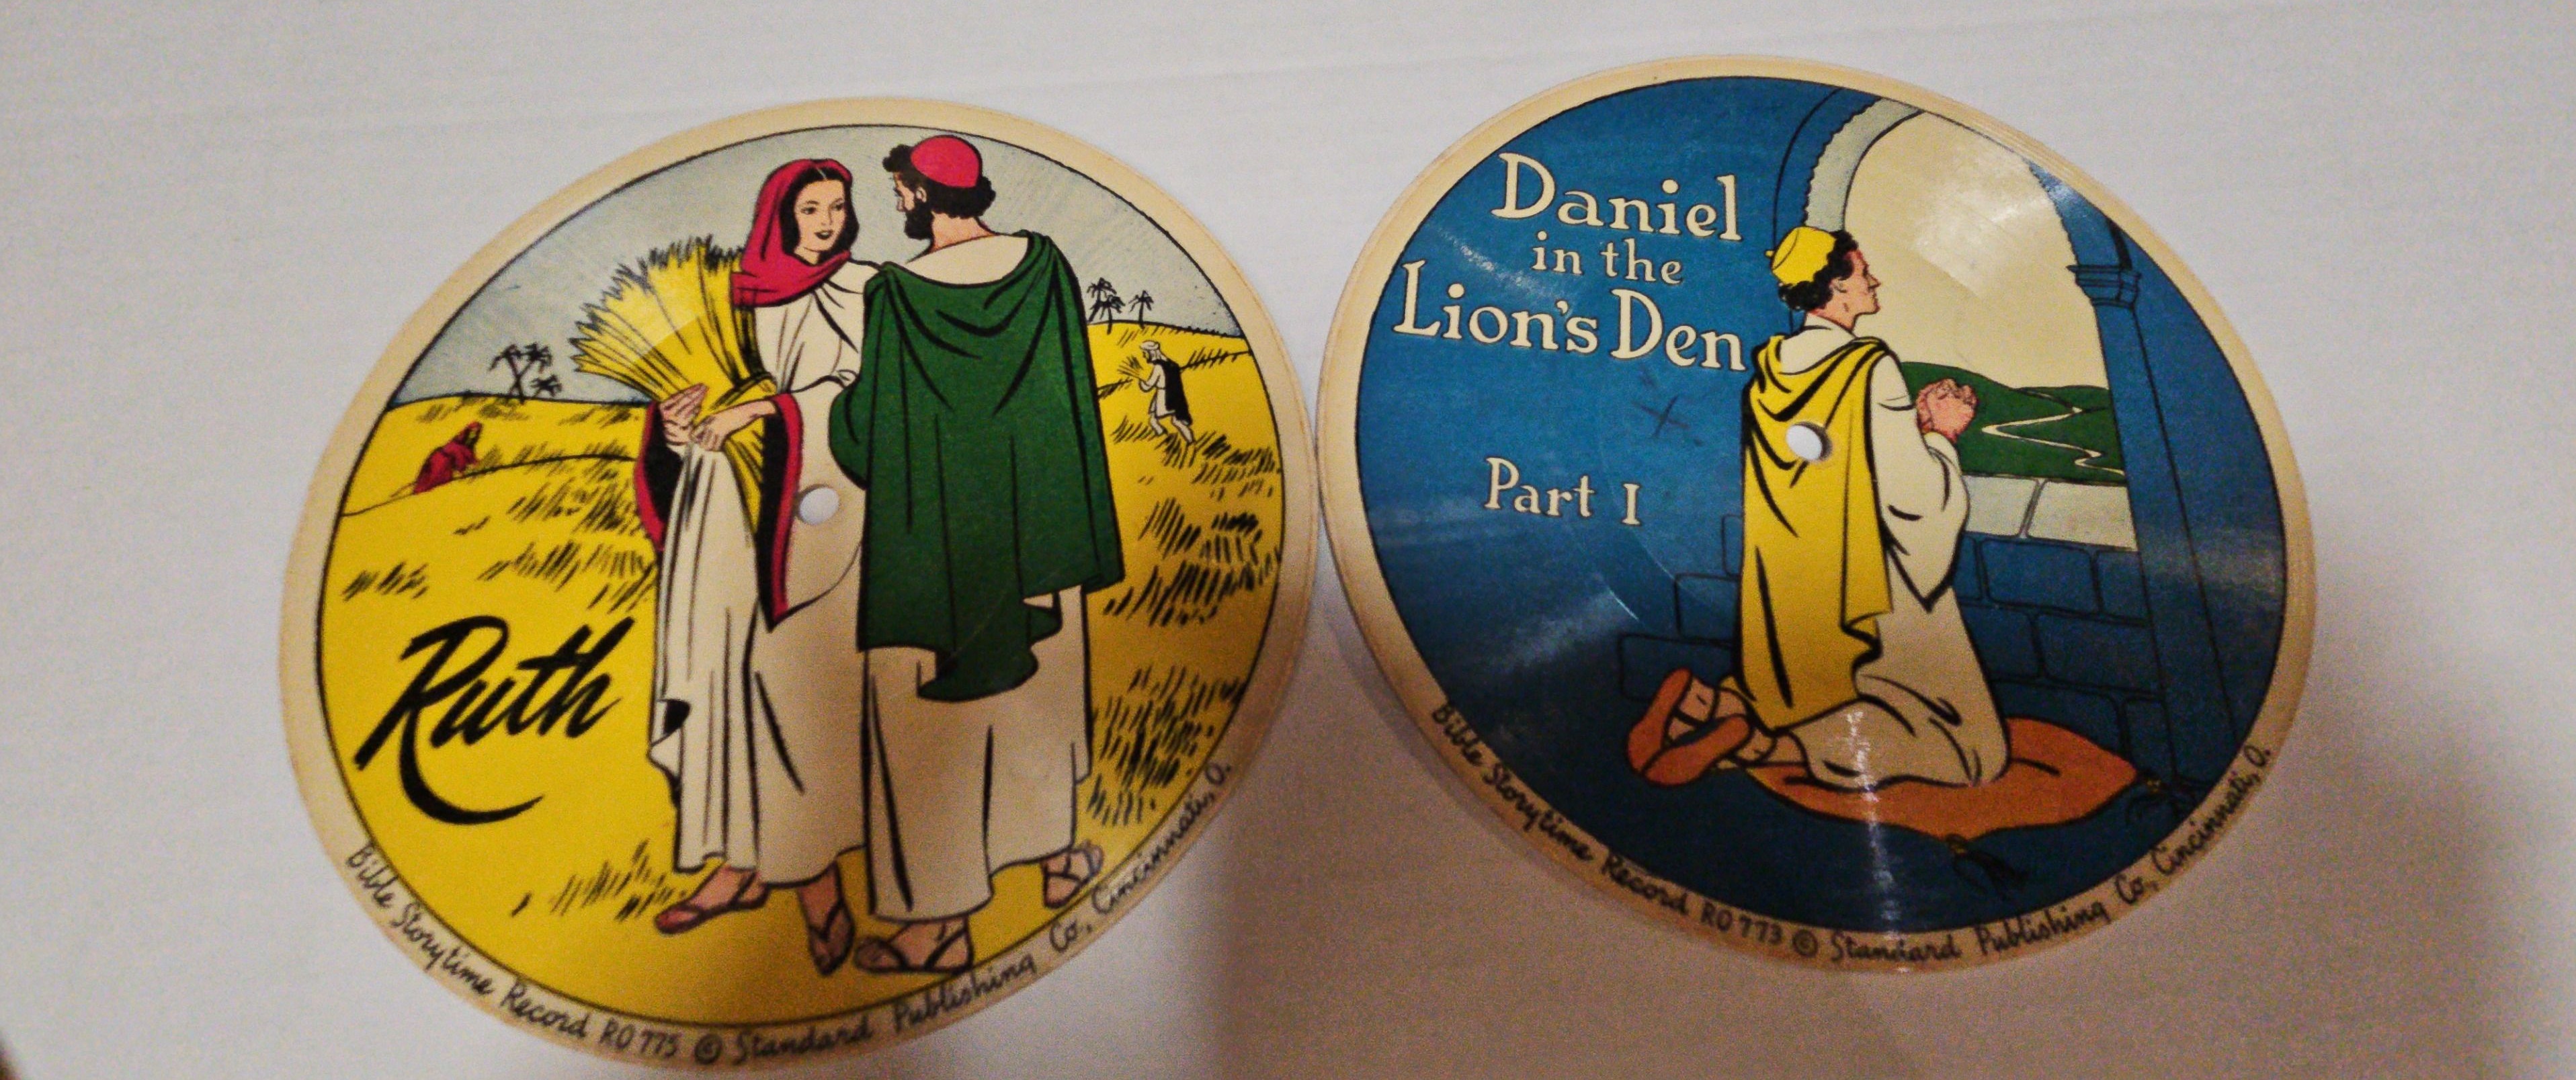 Ruth
Bible Storytime Record RO 775 © Standard Publishing Co., Cincinnati, O.
Daniel
in the
Lion's Den
Part I
Bible Storytime Record RO 773 © Standard Publishing Co., Cincinnati, O.